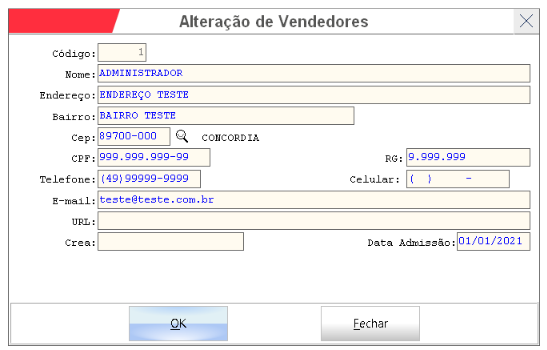 Alteração de Vendedores
Código: 1
Nome: ADMINISTRADOR
Endereço: ENDEREÇO TESTE
Bairro: BAIRRO TESTE
Cep: 89700-000 CONCORDIA
CPF: 999.999.999-99 RG: 9.999.999
Telefone: (49)99999-9999 Celular: ( ) -
E-mail: teste@teste.com.br
URL:
Crea: Data Admissão: 01/01/2021
OK Fechar